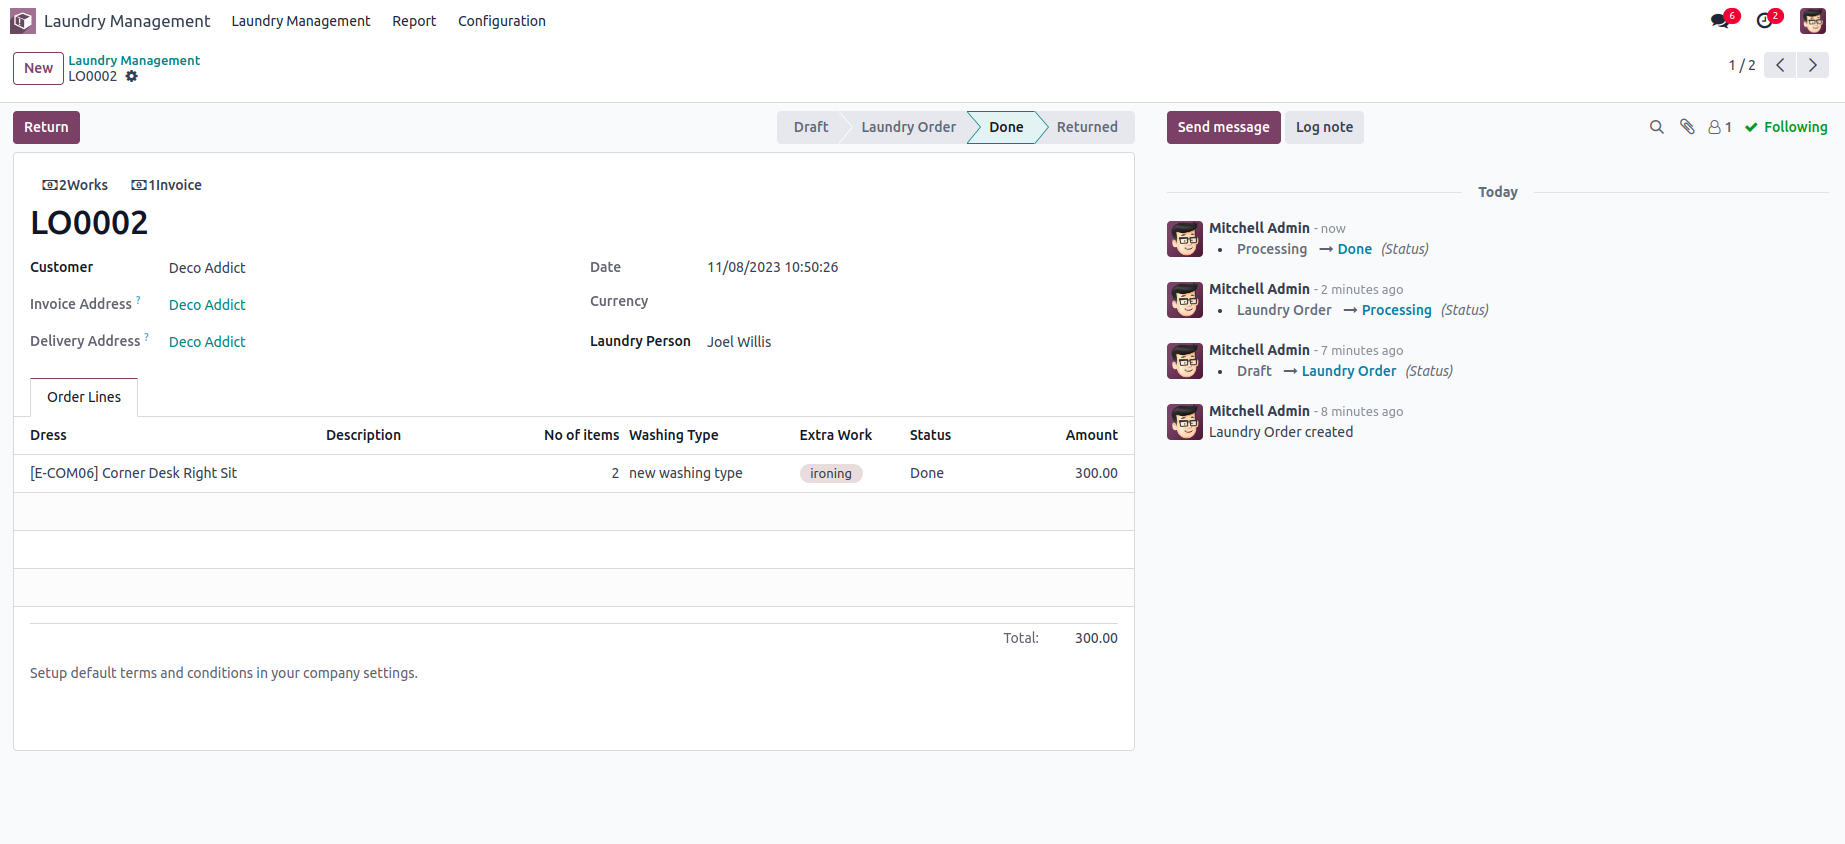 Laundry Management Laundry Management Report Configuration 6 2
New Laundry Management
LO0002
1 / 2
Return Draft Laundry Order Done Returned Send message Log note 1 Following
2Works 1Invoice
LO0002
Customer Deco Addict Date 11/08/2023 10:50:26
Invoice Address ? Deco Addict Currency
Delivery Address ? Deco Addict Laundry Person Joel Willis
Order Lines
Dress Description No of items Washing Type Extra Work Status Amount
[E-COM06] Corner Desk Right Sit 2 new washing type ironing Done 300.00
Total: 300.00
Setup default terms and conditions in your company settings.
Today
Mitchell Admin - now
• Processing → Done (Status)
Mitchell Admin - 2 minutes ago
• Laundry Order → Processing (Status)
Mitchell Admin - 7 minutes ago
• Draft → Laundry Order (Status)
Mitchell Admin - 8 minutes ago
Laundry Order created